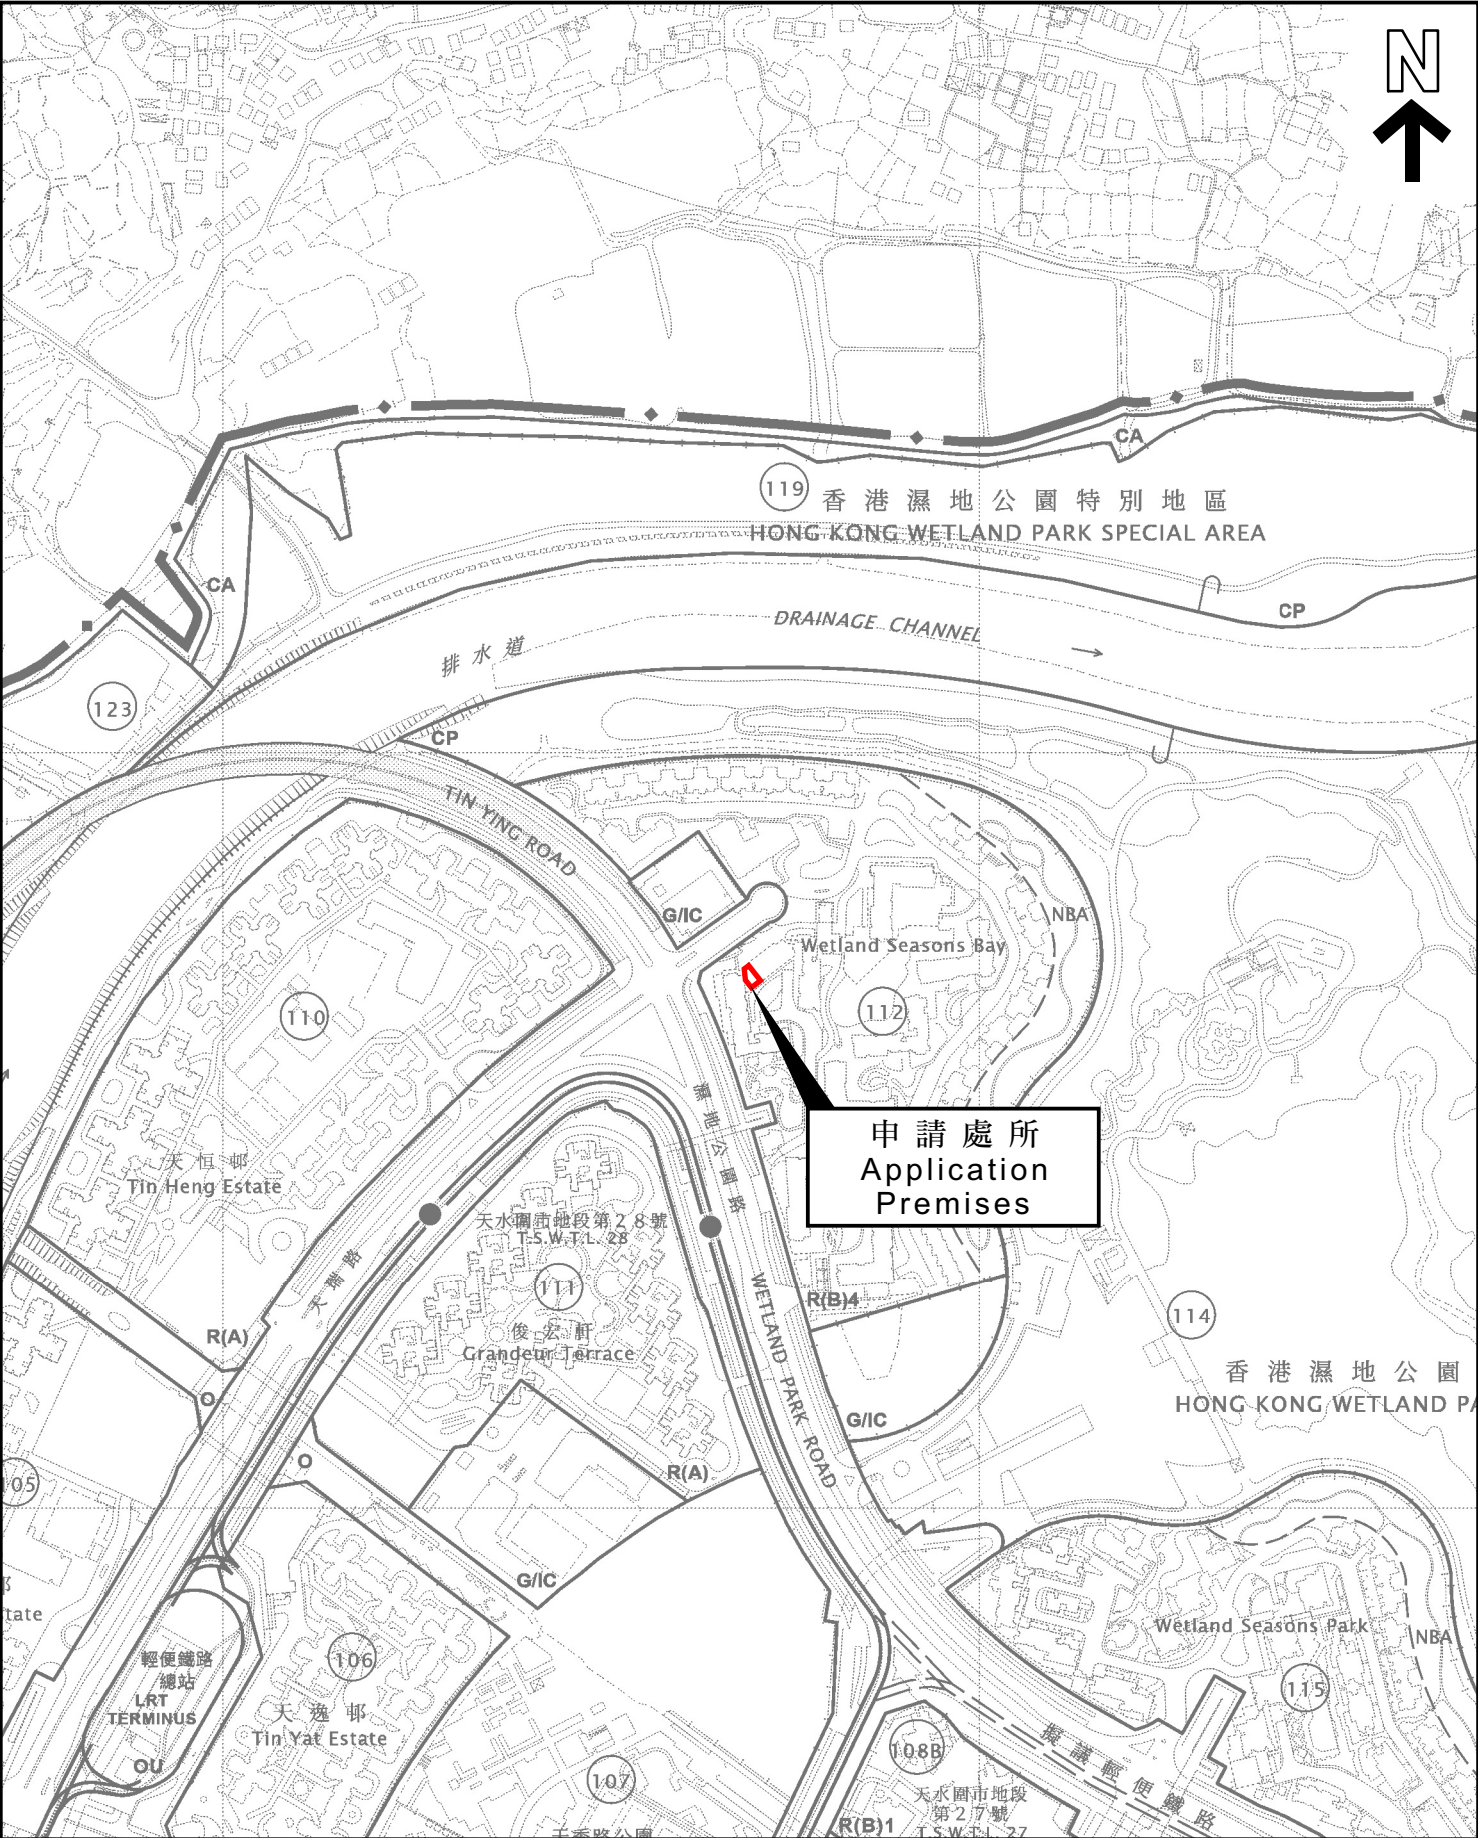 N
CA
119
香港濕地公園特別地區
HONG KONG WETLAND PARK SPECIAL AREA
CA
CP
DRAINAGE CHANNEL
排水道
123
CP
TIN YING ROAD
G/IC
NBA
Wetland Seasons Bay
110
112
濕地公園路
申請處所
Application
Premises
天恒邨
Tin Heng Estate
天水圍市地段第28號
T.S.W.T.L. 28
天瑞路
111
WETLAND PARK ROAD
R(B)4
114
R(A)
俊宏軒
Grandeur Terrace
香港濕地公園
HONG KONG WETLAND PA
O
G/IC
O
R(A)
105
G/IC
tate
Wetland Seasons Park
NBA
輕便鐵路
總站
LRT
TERMINUS
106
115
天逸邨
Tin Yat Estate
擬議輕便鐵路
108B
OU
107
天水圍市地段
第27號
T.S.W.T.L. 27
R(B)1
天秀路公園